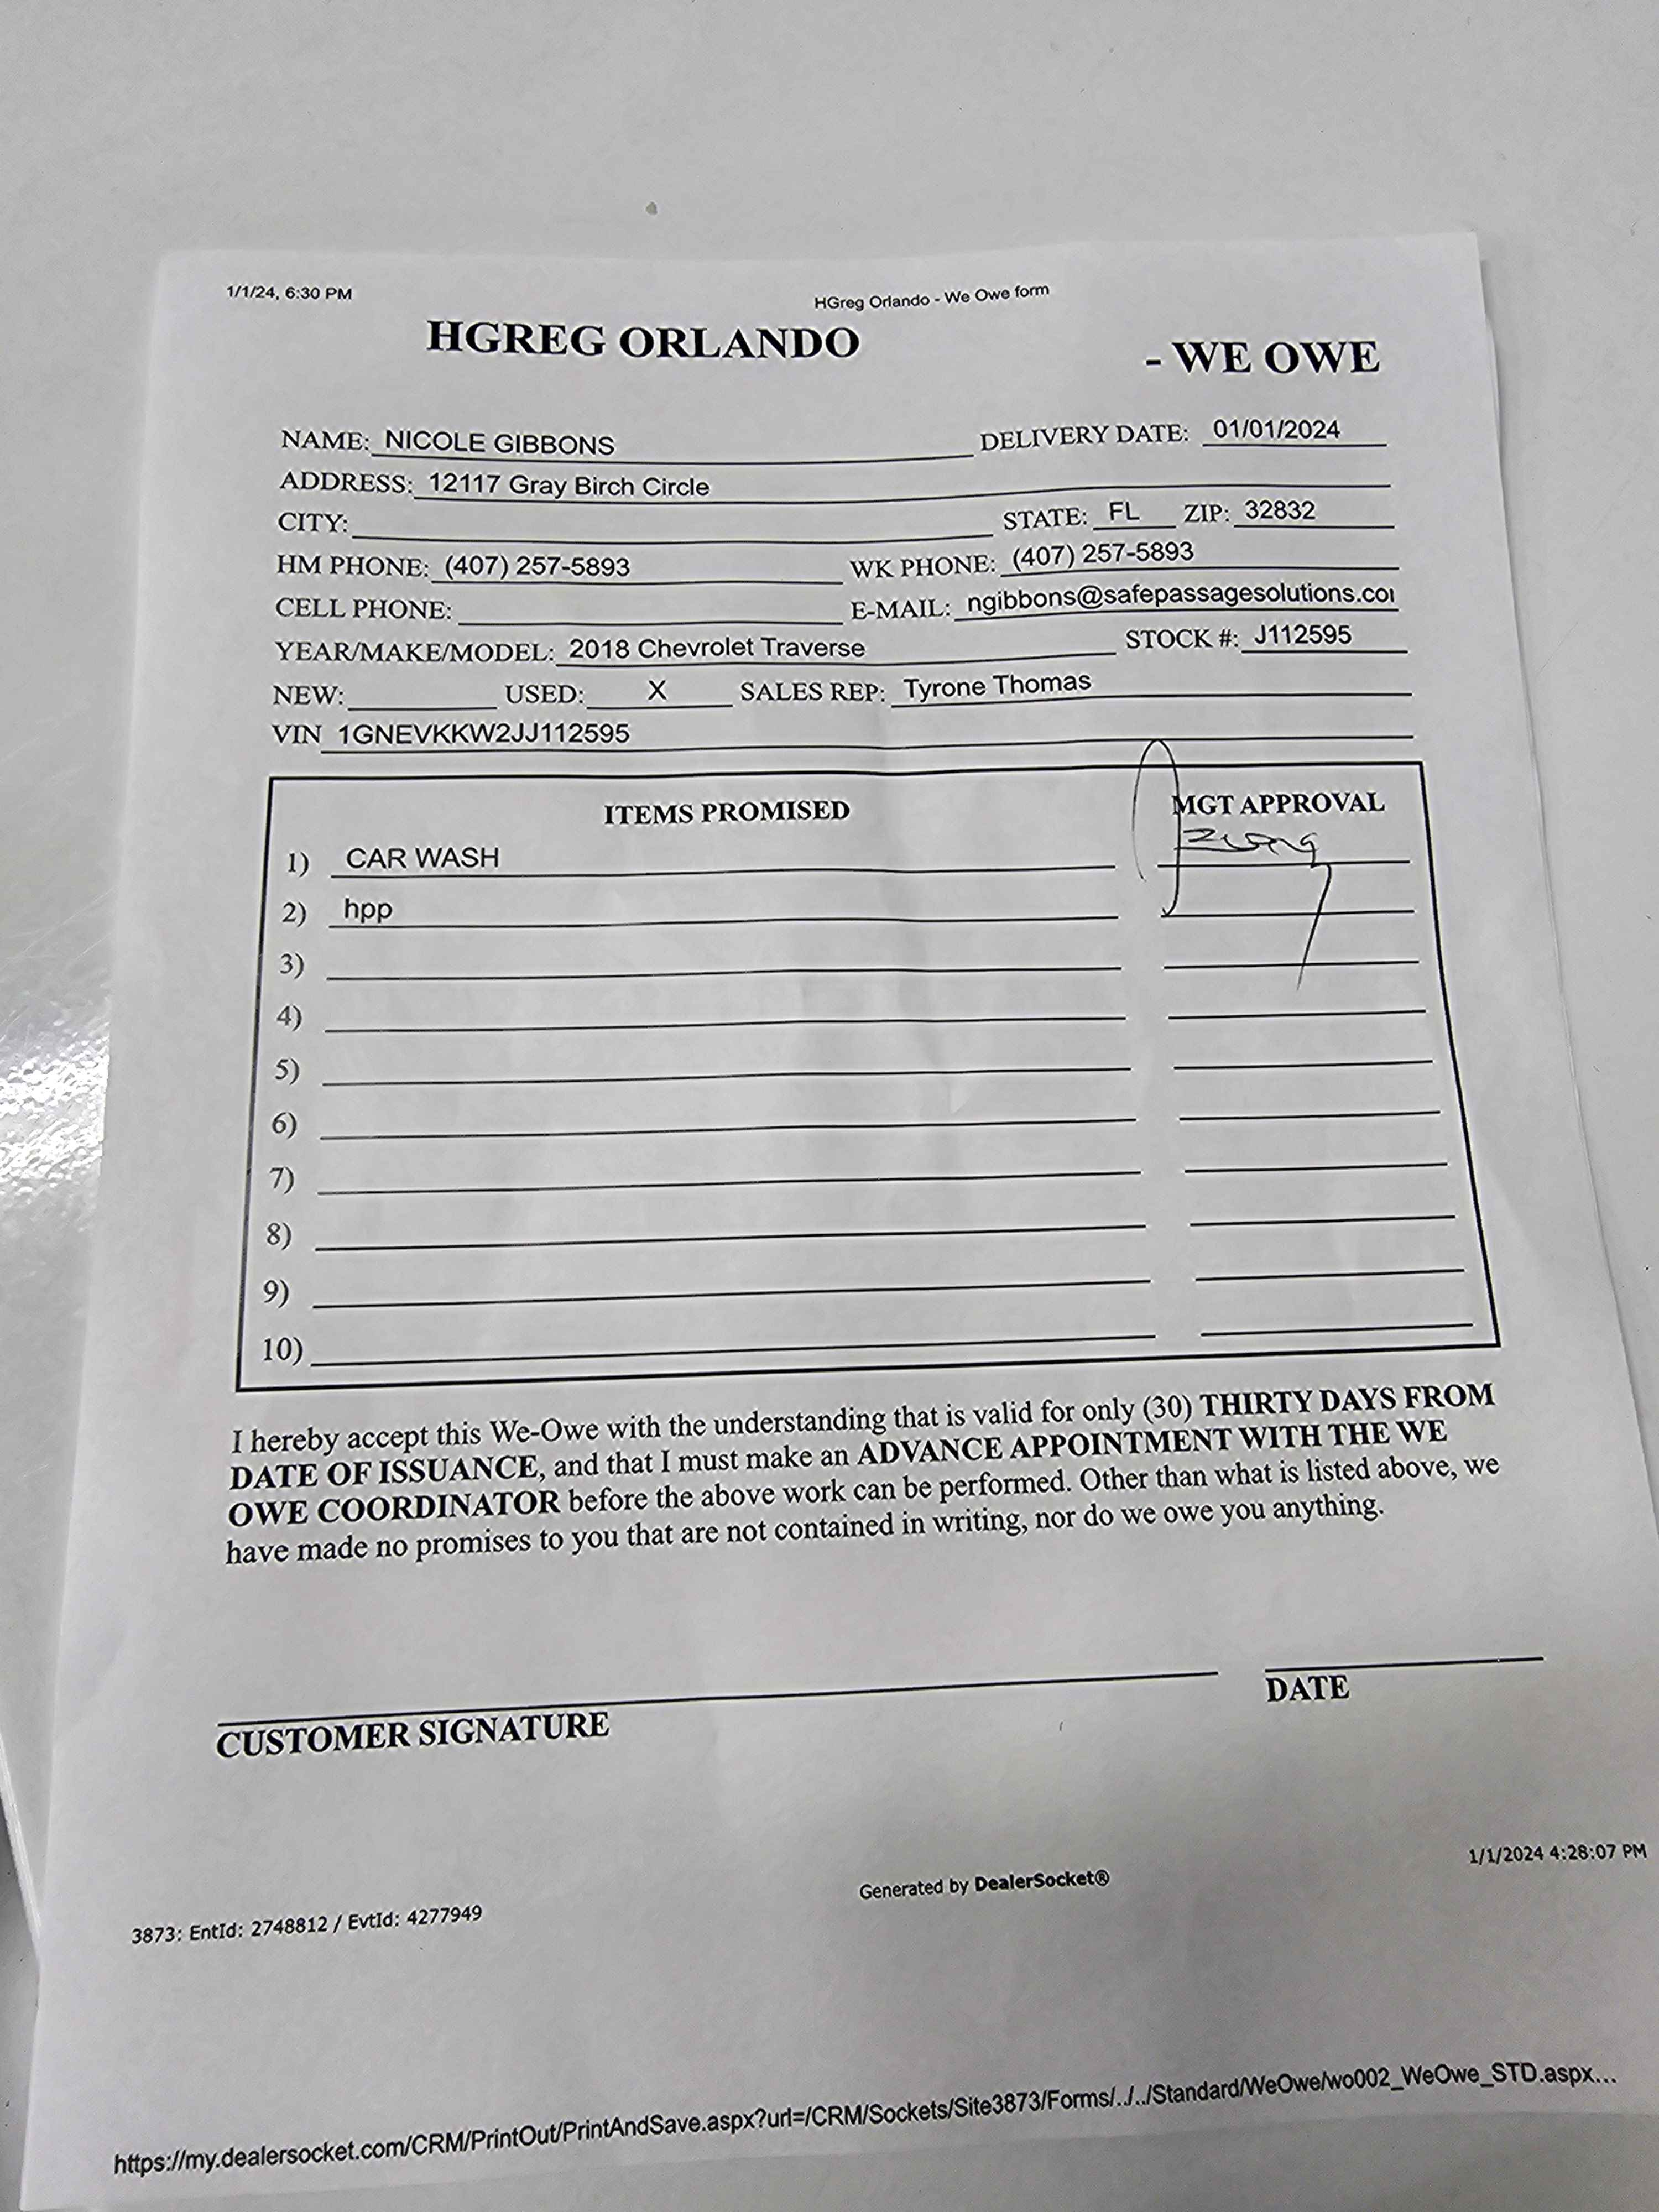 1/1/24, 6:30 PM HGreg Orlando - We Owe form
HGREG ORLANDO - WE OWE
NAME: NICOLE GIBBONS DELIVERY DATE: 01/01/2024
ADDRESS: 12117 Gray Birch Circle
CITY: STATE: FL ZIP: 32832
HM PHONE: (407) 257-5893 WK PHONE: (407) 257-5893
CELL PHONE: E-MAIL: ngibbons@safepassagesolutions.co
YEAR/MAKE/MODEL: 2018 Chevrolet Traverse STOCK #: J112595
NEW: USED: X SALES REP: Tyrone Thomas
VIN 1GNEVKKW2JJ112595
ITEMS PROMISED MGT APPROVAL
1) CAR WASH
2) hpp
3)
4)
5)
6)
7)
8)
9)
10)
I hereby accept this We-Owe with the understanding that is valid for only (30) THIRTY DAYS FROM
DATE OF ISSUANCE, and that I must make an ADVANCE APPOINTMENT WITH THE WE
OWE COORDINATOR before the above work can be performed. Other than what is listed above, we
have made no promises to you that are not contained in writing, nor do we owe you anything.
CUSTOMER SIGNATURE DATE
1/1/2024 4:28:07 PM
Generated by DealerSocket®
3873: EntId: 2748812 / EvtId: 4277949
https://my.dealersocket.com/CRM/PrintOut/PrintAndSave.aspx?url=/CRM/Sockets/Site3873/Forms/../../Standard/WeOwe/wo002_WeOwe_STD.aspx...